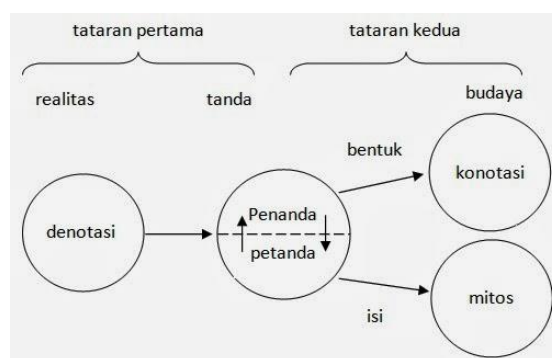 tataran pertama
tataran kedua
realitas
tanda
budaya
bentuk
konotasi
denotasi
Penanda
petanda
isi
mitos